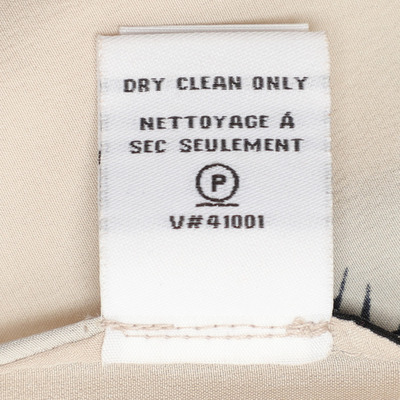 DRY CLEAN ONLY
NETTOYAGE Á
SEC SEULEMENT
P
V#41001